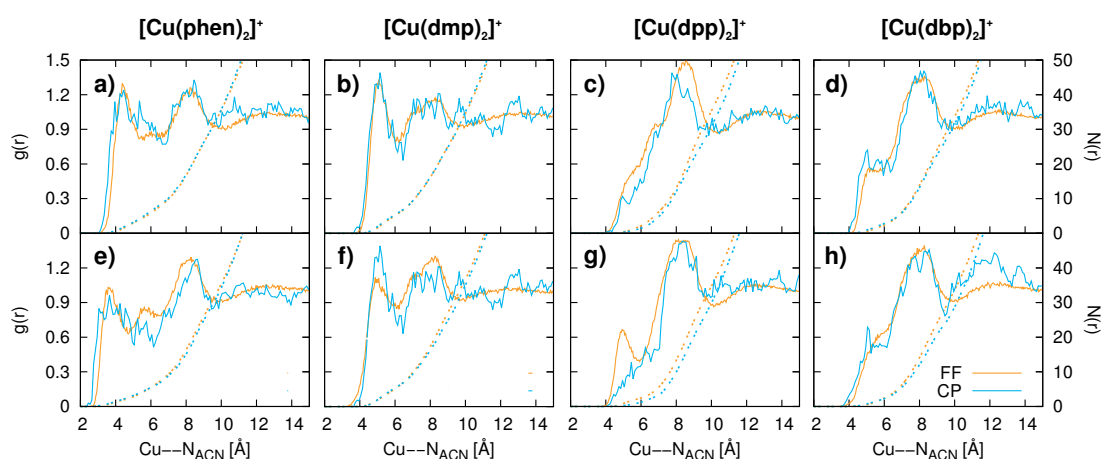 [Cu(phen)₂]⁺ [Cu(dmp)₂]⁺ [Cu(dpp)₂]⁺ [Cu(dbp)₂]⁺
a) b) c) d)
g(r)
1.5
1.2
0.9
0.6
0.3
0
N(r)
50
40
30
20
10
0
e) f) g) h)
g(r)
1.2
0.9
0.6
0.3
0
N(r)
40
30
20
10
0
FF
CP
2 4 6 8 10 12 14 2 4 6 8 10 12 14 2 4 6 8 10 12 14 2 4 6 8 10 12 14
Cu−−N_ACN [Å] Cu−−N_ACN [Å] Cu−−N_ACN [Å] Cu−−N_ACN [Å]